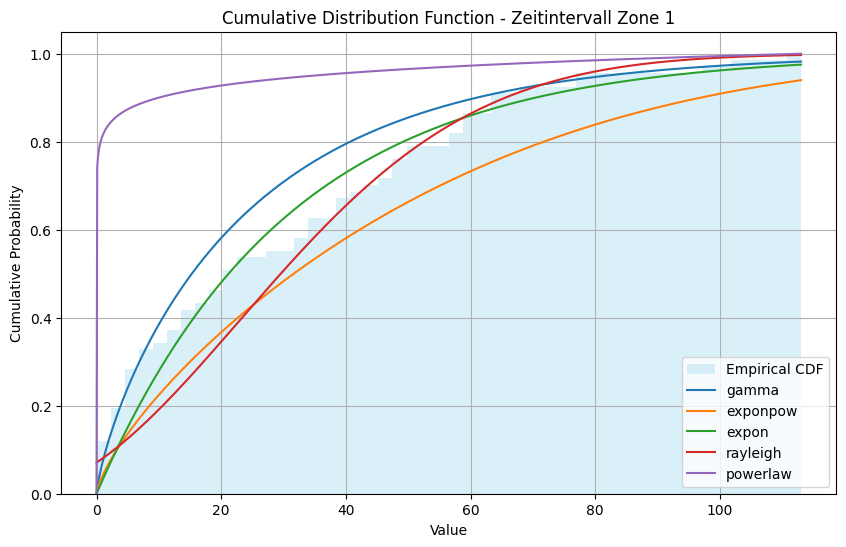 Cumulative Distribution Function - Zeitintervall Zone 1
Cumulative Probability
1.0
0.8
0.6
0.4
0.2
0.0
0
20
40
60
80
100
Value
Empirical CDF
gamma
exponpow
expon
rayleigh
powerlaw